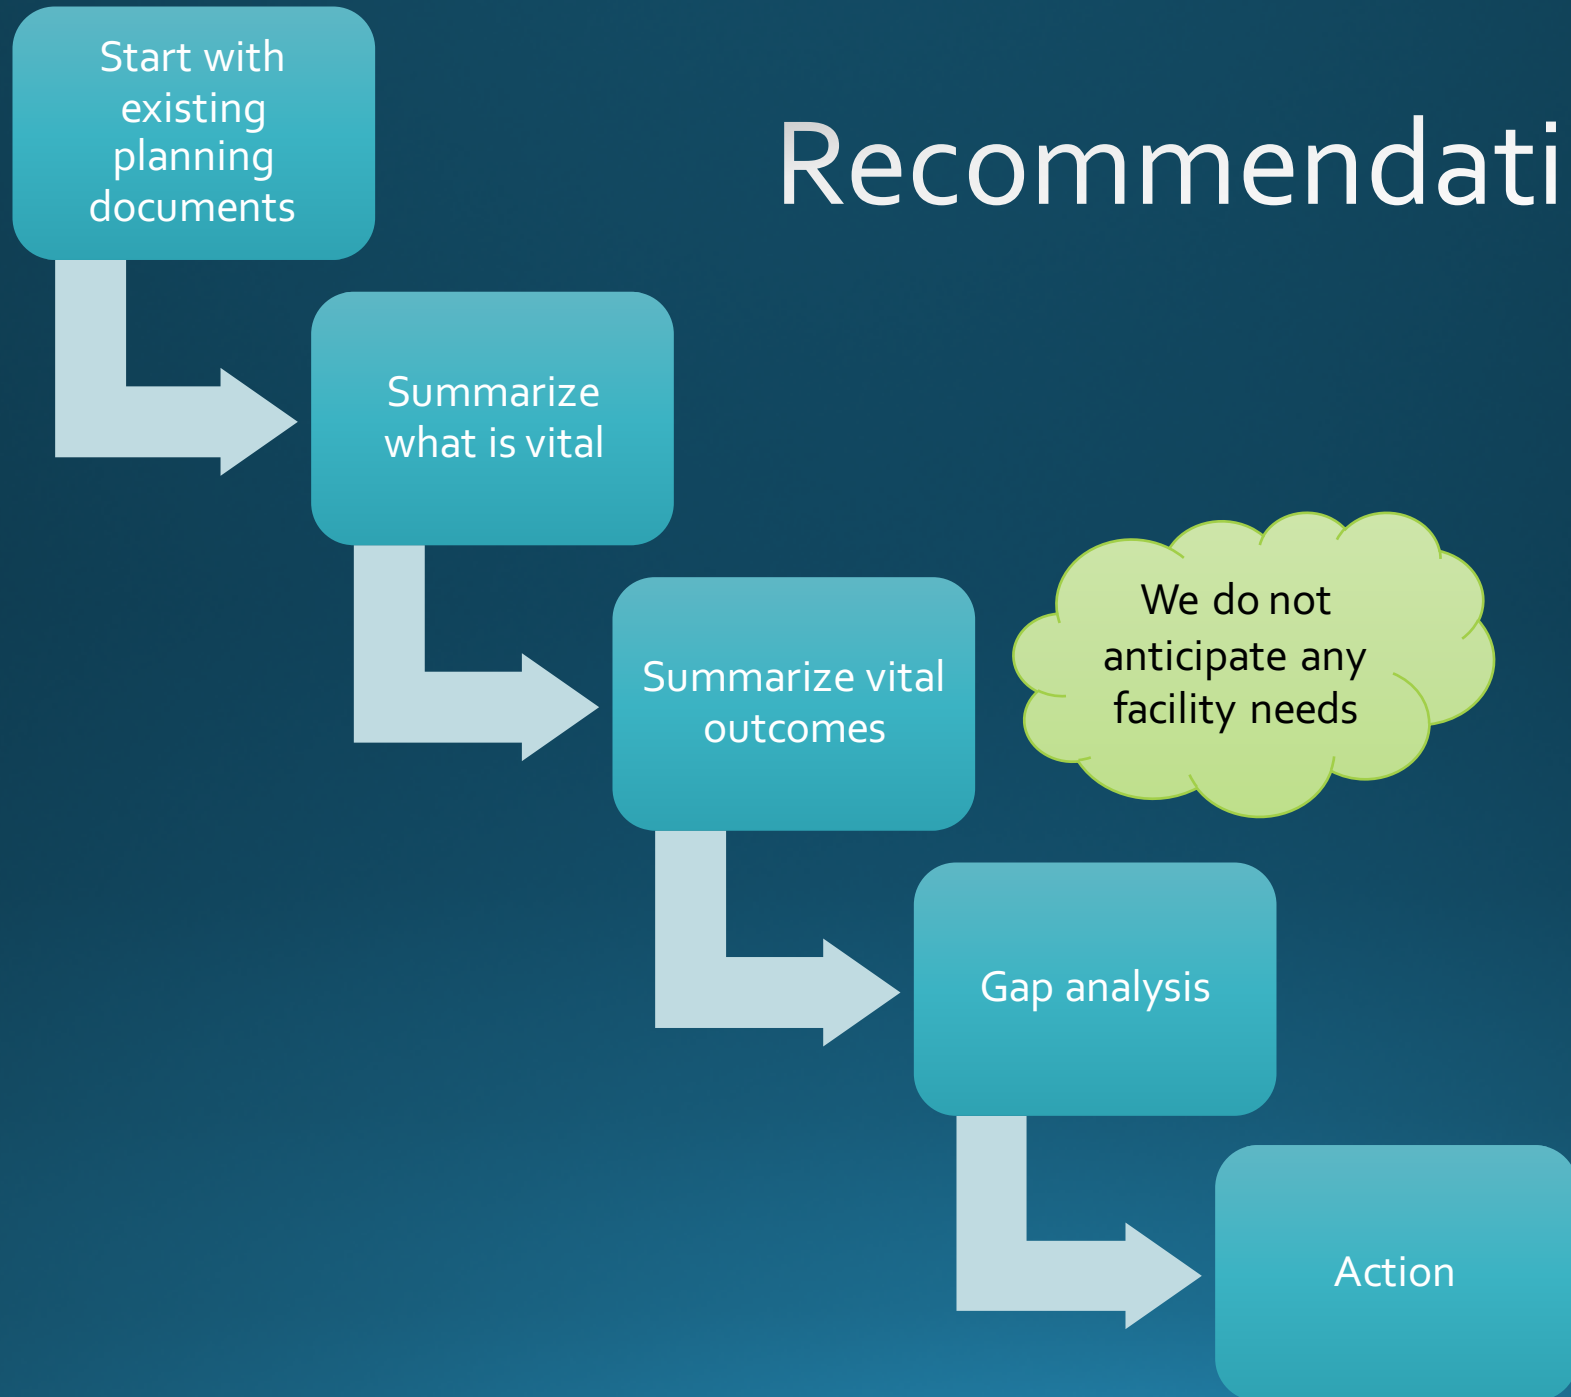 Start with
existing
planning
documents
Recommendati
Summarize
what is vital
Summarize vital
outcomes
We do not
anticipate any
facility needs
Gap analysis
Action